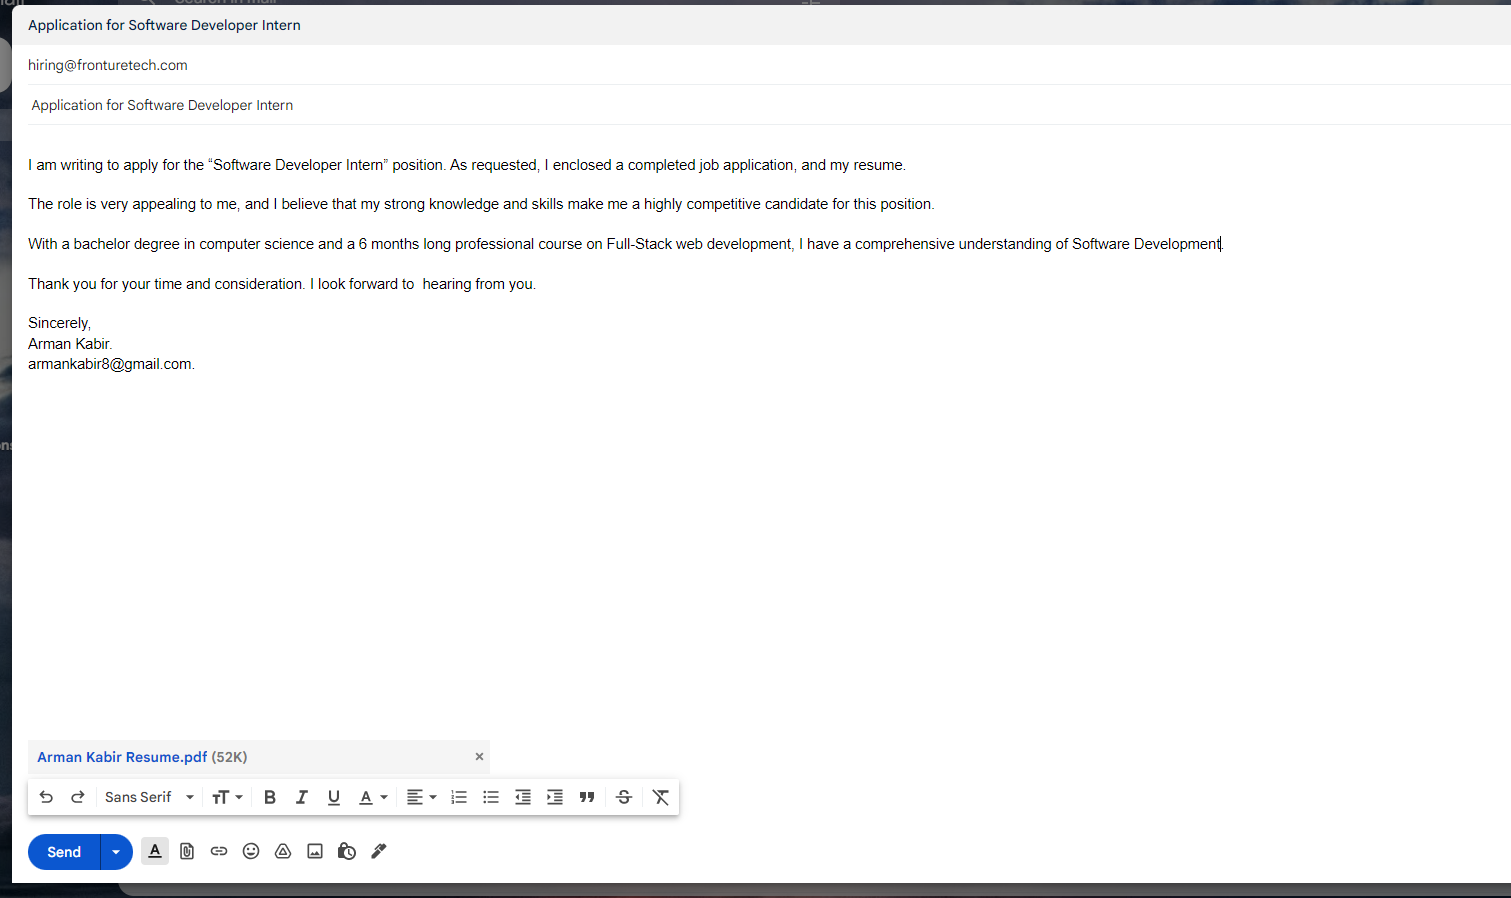 Application for Software Developer Intern
hiring@fronturetech.com
Application for Software Developer Intern
I am writing to apply for the “Software Developer Intern” position. As requested, I enclosed a completed job application, and my resume.
The role is very appealing to me, and I believe that my strong knowledge and skills make me a highly competitive candidate for this position.
With a bachelor degree in computer science and a 6 months long professional course on Full-Stack web development, I have a comprehensive understanding of Software Development.
Thank you for your time and consideration. I look forward to  hearing from you.
Sincerely,
Arman Kabir.
armankabir8@gmail.com.
Arman Kabir Resume.pdf (52K)
Sans Serif
Send